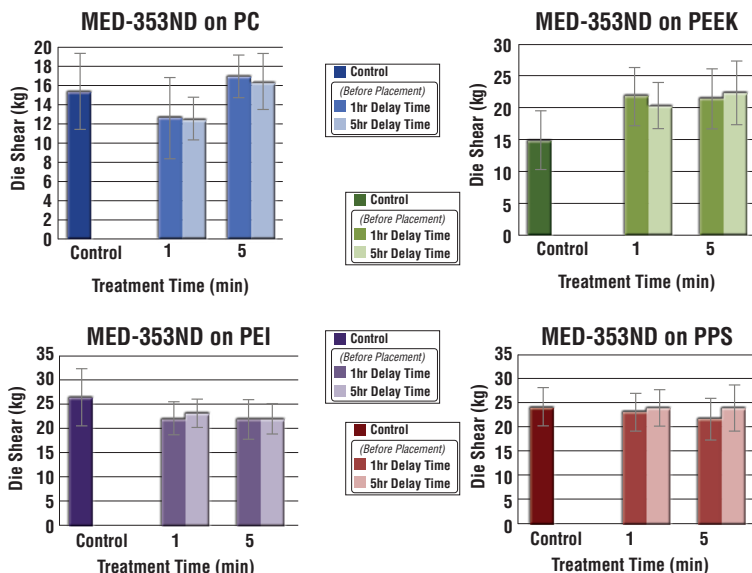 MED-353ND on PC
20
18
16
14
12
10
8
6
4
2
0
Die Shear (kg)
Control
1
5
Treatment Time (min)
Control
(Before Placement)
1hr Delay Time
5hr Delay Time
MED-353ND on PEEK
30
25
20
15
10
5
0
Die Shear (kg)
Control
1
5
Treatment Time (min)
Control
(Before Placement)
1hr Delay Time
5hr Delay Time
MED-353ND on PEI
35
30
25
20
25
10
5
0
Die Shear (kg)
Control
1
5
Treatment Time (min)
Control
(Before Placement)
1hr Delay Time
5hr Delay Time
MED-353ND on PPS
35
30
25
20
25
10
5
0
Die Shear (kg)
Control
1
5
Treatment Time (min)
Control
(Before Placement)
1hr Delay Time
5hr Delay Time